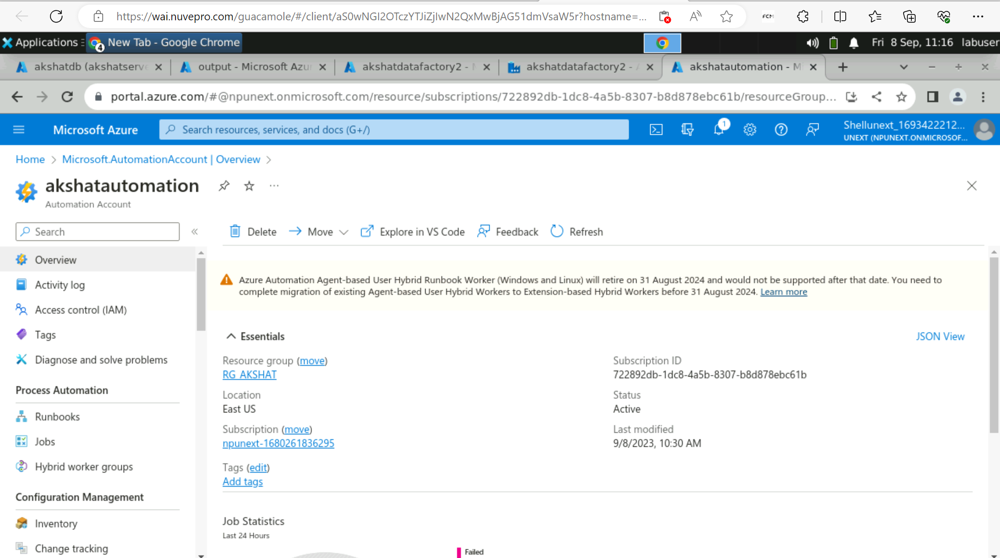 https://wai.nuvepro.com/guacamole/#/client/aS0wNGI2OTczYTJiZjIwN2QxMwBjAG51dmVsaW5r?hostname=...
FCM
Applications
New Tab - Google Chrome
4
Fri 8 Sep, 11:16 labuser
akshatdb (akshatserve
output - Microsoft Azu
akshatdatafactory2 -
akshatdatafactory2 -
akshatautomation - M
portal.azure.com/#@npunext.onmicrosoft.com/resource/subscriptions/722892db-1dc8-4a5b-8307-b8d878ebc61b/resourceGroup...
Microsoft Azure
Search resources, services, and docs (G+/)
1
Shellunext_1693422212...
UNEXT (NPUNEXT.ONMICROSOF...
Home > Microsoft.AutomationAccount | Overview >
akshatautomation
Automation Account
Search
Delete
Move
Explore in VS Code
Feedback
Refresh
Overview
Activity log
Access control (IAM)
Tags
Diagnose and solve problems
Process Automation
Runbooks
Jobs
Hybrid worker groups
Configuration Management
Inventory
Change tracking
Azure Automation Agent-based User Hybrid Runbook Worker (Windows and Linux) will retire on 31 August 2024 and would not be supported after that date. You need to
complete migration of existing Agent-based User Hybrid Workers to Extension-based Hybrid Workers before 31 August 2024. Learn more
Essentials
JSON View
Resource group (move)
RG_AKSHAT
Location
East US
Subscription (move)
npunext-1680261836295
Tags (edit)
Add tags
Subscription ID
722892db-1dc8-4a5b-8307-b8d878ebc61b
Status
Active
Last modified
9/8/2023, 10:30 AM
Job Statistics
Last 24 Hours
Failed